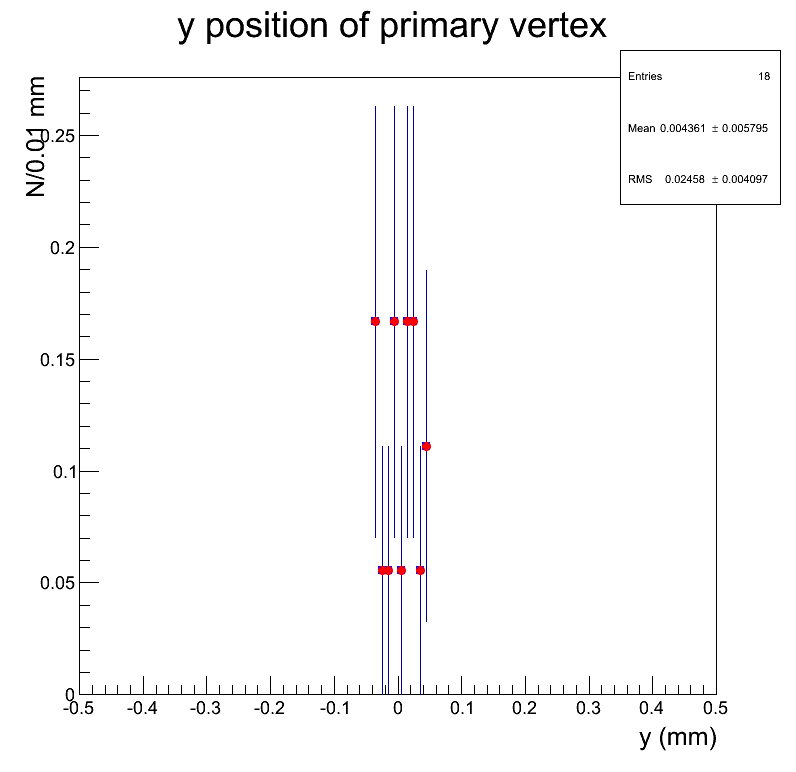 y position of primary vertex
N/0.01 mm
Entries 18
Mean 0.004361 ± 0.005795
RMS 0.02458 ± 0.004097
0.25
0.2
0.15
0.1
0.05
0
-0.5 -0.4 -0.3 -0.2 -0.1 0 0.1 0.2 0.3 0.4 0.5
y (mm)